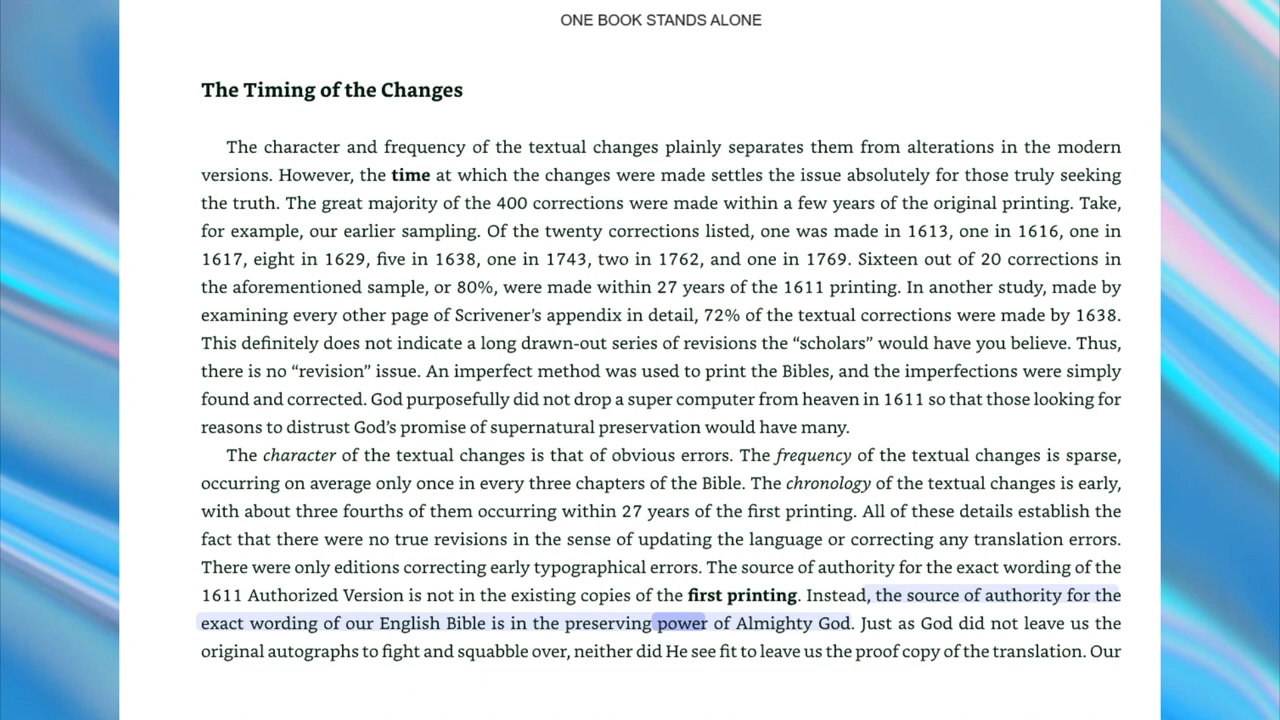 ONE BOOK STANDS ALONE
The Timing of the Changes
The character and frequency of the textual changes plainly separates them from alterations in the modern
versions. However, the time at which the changes were made settles the issue absolutely for those truly seeking
the truth. The great majority of the 400 corrections were made within a few years of the original printing. Take,
for example, our earlier sampling. Of the twenty corrections listed, one was made in 1613, one in 1616, one in
1617, eight in 1629, five in 1638, one in 1743, two in 1762, and one in 1769. Sixteen out of 20 corrections in
the aforementioned sample, or 80%, were made within 27 years of the 1611 printing. In another study, made by
examining every other page of Scrivener’s appendix in detail, 72% of the textual corrections were made by 1638.
This definitely does not indicate a long drawn-out series of revisions the “scholars” would have you believe. Thus,
there is no “revision” issue. An imperfect method was used to print the Bibles, and the imperfections were simply
found and corrected. God purposefully did not drop a super computer from heaven in 1611 so that those looking for
reasons to distrust God’s promise of supernatural preservation would have many.
The character of the textual changes is that of obvious errors. The frequency of the textual changes is sparse,
occurring on average only once in every three chapters of the Bible. The chronology of the textual changes is early,
with about three fourths of them occurring within 27 years of the first printing. All of these details establish the
fact that there were no true revisions in the sense of updating the language or correcting any translation errors.
There were only editions correcting early typographical errors. The source of authority for the exact wording of the
1611 Authorized Version is not in the existing copies of the first printing. Instead, the source of authority for the
exact wording of our English Bible is in the preserving power of Almighty God. Just as God did not leave us the
original autographs to fight and squabble over, neither did He see fit to leave us the proof copy of the translation. Our